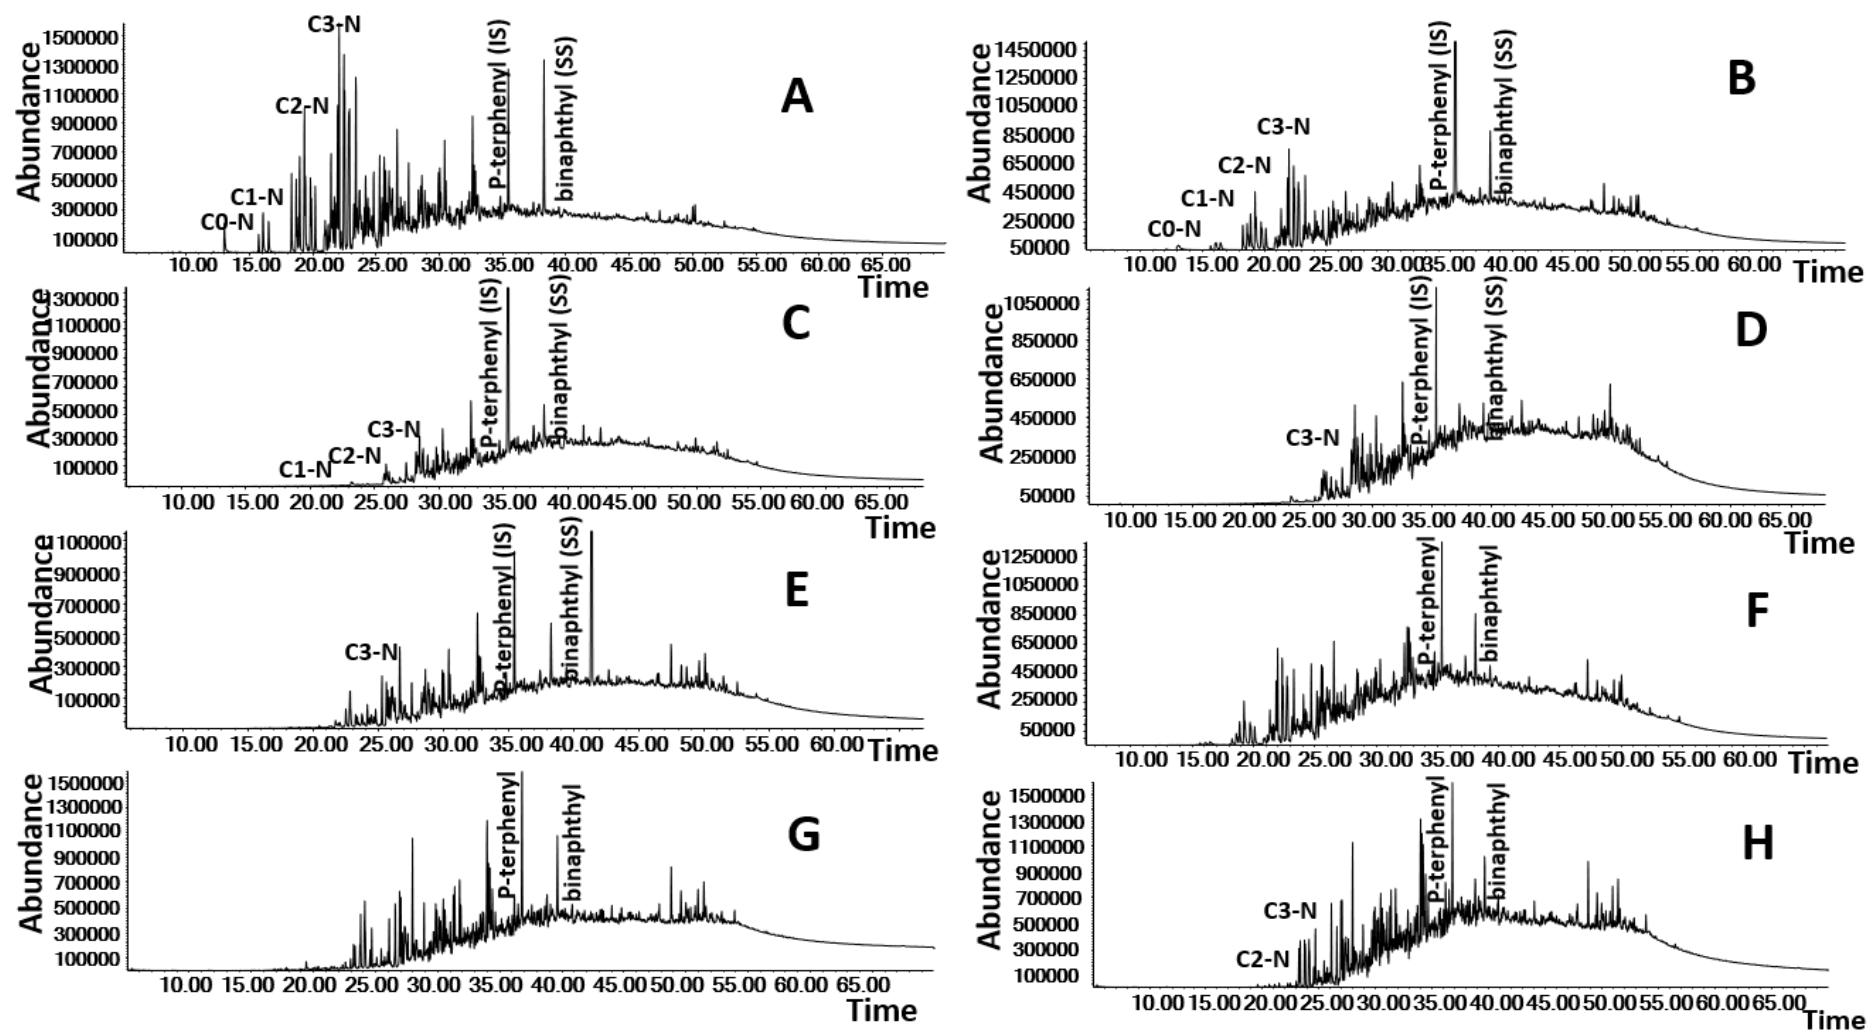 C3-N
C2-N
C1-N
C0-N
P-terphenyl (IS)
binaphthyl (SS)
A
Abundance
1500000
1300000
1100000
900000
700000
500000
300000
100000
10.00 15.00 20.00 25.00 30.00 35.00 40.00 45.00 50.00 55.00 60.00 65.00
Time
C3-N
C2-N
C1-N
C0-N
P-terphenyl (IS)
binaphthyl (SS)
B
Abundance
1450000
1250000
1050000
850000
650000
450000
250000
50000
10.00 15.00 20.00 25.00 30.00 35.00 40.00 45.00 50.00 55.00 60.00
Time
C3-N
C2-N
C1-N
P-terphenyl (IS)
binaphthyl (SS)
C
Abundance
1300000
1100000
900000
700000
500000
300000
100000
10.00 15.00 20.00 25.00 30.00 35.00 40.00 45.00 50.00 55.00 60.00 65.00
Time
C3-N
P-terphenyl (IS)
binaphthyl (SS)
D
Abundance
1050000
850000
650000
450000
250000
50000
10.00 15.00 20.00 25.00 30.00 35.00 40.00 45.00 50.00 55.00 60.00 65.00
Time
C3-N
P-terphenyl (IS)
binaphthyl (SS)
E
Abundance
1100000
900000
700000
500000
300000
100000
10.00 15.00 20.00 25.00 30.00 35.00 40.00 45.00 50.00 55.00 60.00
Time
P-terphenyl
binaphthyl
F
Abundance
1250000
1050000
850000
650000
450000
250000
50000
10.00 15.00 20.00 25.00 30.00 35.00 40.00 45.00 50.00 55.00 60.00
Time
P-terphenyl
binaphthyl
G
Abundance
1500000
1300000
1100000
900000
700000
500000
300000
100000
10.00 15.00 20.00 25.00 30.00 35.00 40.00 45.00 50.00 55.00 60.00 65.00
Time
C3-N
C2-N
P-terphenyl
binaphthyl
H
Abundance
1500000
1300000
1100000
900000
700000
500000
300000
100000
10.00 15.00 20.00 25.00 30.00 35.00 40.00 45.00 50.00 55.00 60.00 65.00
Time